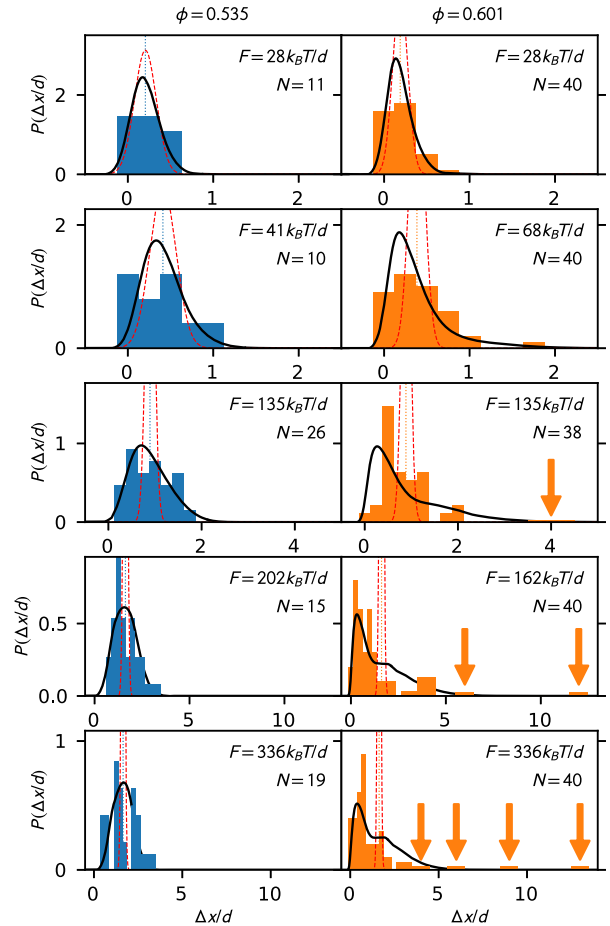 ϕ = 0.535
ϕ = 0.601
P(Δx/d)
2
0
F = 28k_BT/d
N = 11
0
1
2
F = 28k_BT/d
N = 40
0
1
2
P(Δx/d)
2
0
F = 41k_BT/d
N = 10
0
1
2
F = 68k_BT/d
N = 40
0
1
2
P(Δx/d)
1
0
F = 135k_BT/d
N = 26
0
2
4
F = 135k_BT/d
N = 38
0
2
4
P(Δx/d)
0.5
0.0
F = 202k_BT/d
N = 15
0
5
10
F = 162k_BT/d
N = 40
0
5
10
P(Δx/d)
1
0
F = 336k_BT/d
N = 19
0
5
10
F = 336k_BT/d
N = 40
0
5
10
Δx/d
Δx/d